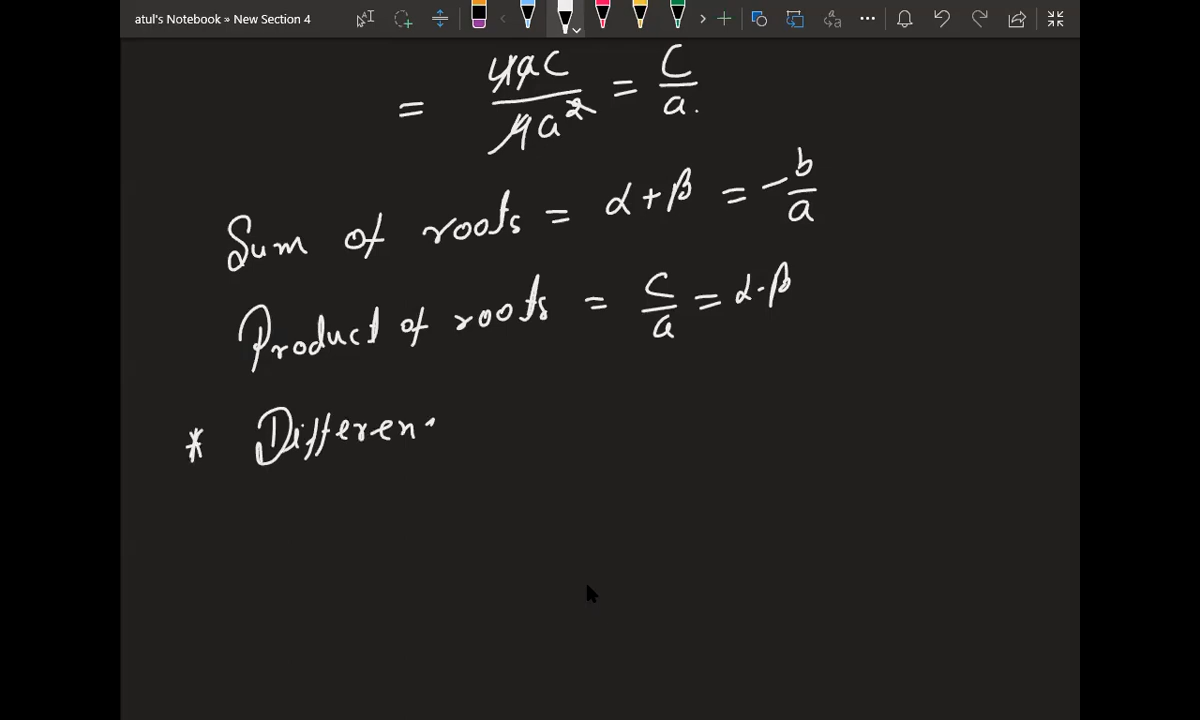 atul's Notebook » New Section 4
= 4ac/4a² = c/a.
Sum of roots = α + β = -b/a
Product of roots = c/a = α·β
* Differen